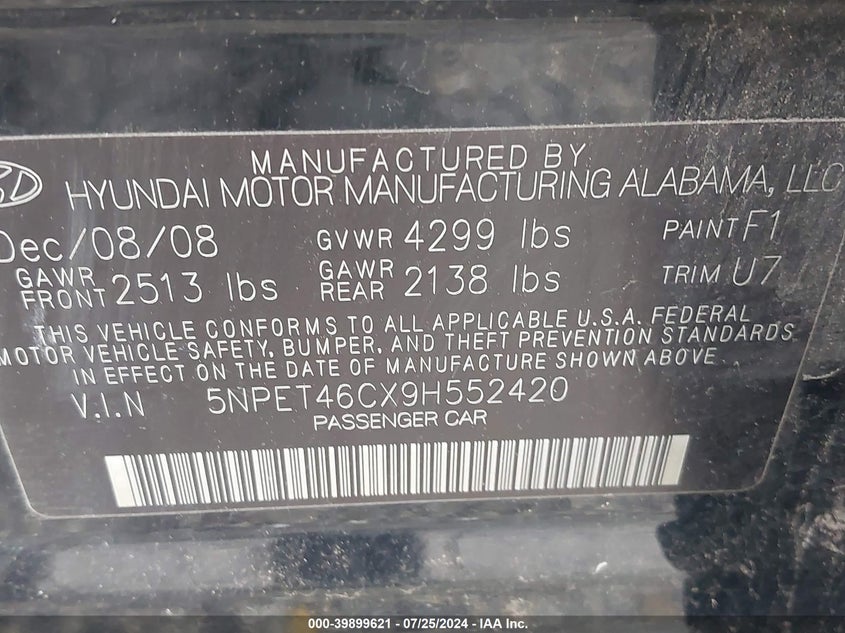 MANUFACTURED BY
HYUNDAI MOTOR MANUFACTURING ALABAMA, LLC
Dec/08/08 GVWR 4299 lbs PAINT F1
GAWR FRONT 2513 lbs GAWR REAR 2138 lbs TRIM U7
THIS VEHICLE CONFORMS TO ALL APPLICABLE U.S.A. FEDERAL
MOTOR VEHICLE SAFETY, BUMPER, AND THEFT PREVENTION STANDARDS
IN EFFECT ON THE DATE OF MANUFACTURE SHOWN ABOVE
V.I.N 5NPET46CX9H552420
PASSENGER CAR
000-39899621 / 07/25/2024 - IAA Inc.